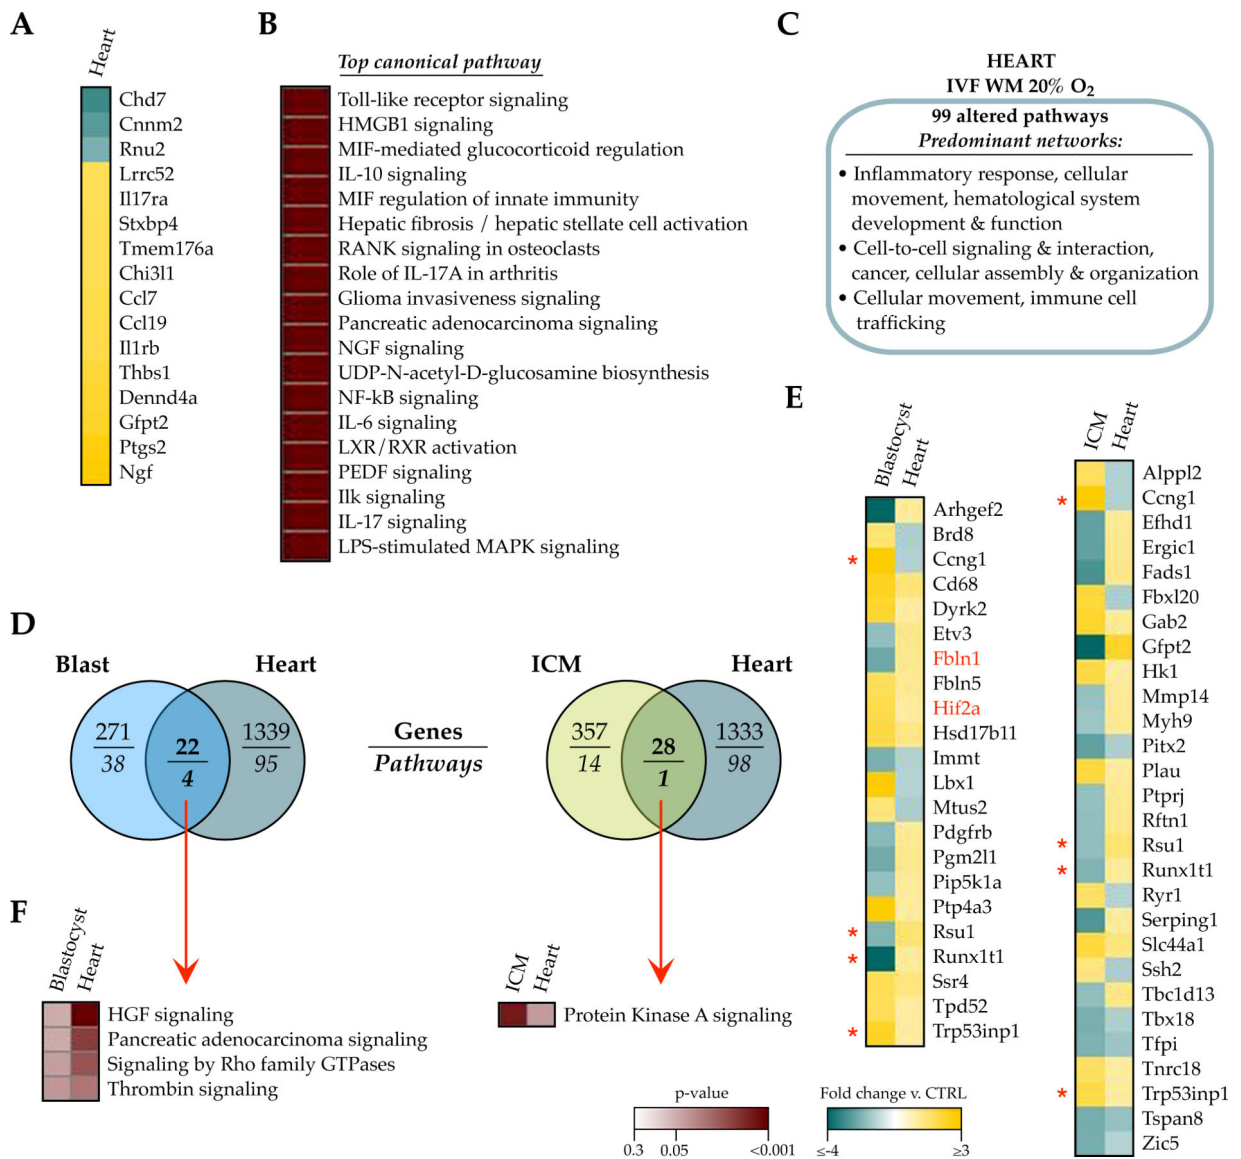 A
Heart
Chd7
Cnnm2
Rnu2
Lrrc52
Il17ra
Stxbp4
Tmem176a
Chi3l1
Ccl7
Ccl19
Il1rb
Thbs1
Dennd4a
Gfpt2
Ptgs2
Ngf
B
Top canonical pathway
Toll-like receptor signaling
HMGB1 signaling
MIF-mediated glucocorticoid regulation
IL-10 signaling
MIF regulation of innate immunity
Hepatic fibrosis / hepatic stellate cell activation
RANK signaling in osteoclasts
Role of IL-17A in arthritis
Glioma invasiveness signaling
Pancreatic adenocarcinoma signaling
NGF signaling
UDP-N-acetyl-D-glucosamine biosynthesis
NF-kB signaling
IL-6 signaling
LXR/RXR activation
PEDF signaling
Ilk signaling
IL-17 signaling
LPS-stimulated MAPK signaling
C
HEART
IVF WM 20% O2
99 altered pathways
Predominant networks:
• Inflammatory response, cellular
movement, hematological system
development & function
• Cell-to-cell signaling & interaction,
cancer, cellular assembly & organization
• Cellular movement, immune cell
trafficking
D
Blast Heart
271 22 1339
38 4 95
Genes
Pathways
ICM Heart
357 28 1333
14 1 98
E
Blastocyst Heart
Arhgef2
Brd8
* Ccng1
Cd68
Dyrk2
Etv3
Fbln1
Fbln5
Hif2a
Hsd17b11
Immt
Lbx1
Mtus2
Pdgfrb
Pgm2l1
Pip5k1a
Ptp4a3
* Rsu1
* Runx1t1
Ssr4
Tpd52
* Trp53inp1
ICM Heart
Alppl2
* Ccng1
Efhd1
Ergic1
Fads1
Fbxl20
Gab2
Gfpt2
Hk1
Mmp14
Myh9
Pitx2
Plau
Ptprj
Rftn1
* Rsu1
* Runx1t1
Ryr1
Serping1
Slc44a1
Ssh2
Tbc1d13
Tbx18
Tfpi
Tnrc18
* Trp53inp1
Tspan8
Zic5
F
Blastocyst Heart
HGF signaling
Pancreatic adenocarcinoma signaling
Signaling by Rho family GTPases
Thrombin signaling
ICM Heart
Protein Kinase A signaling
p-value
0.3 0.05 <0.001
Fold change v. CTRL
≤-4 ≥3